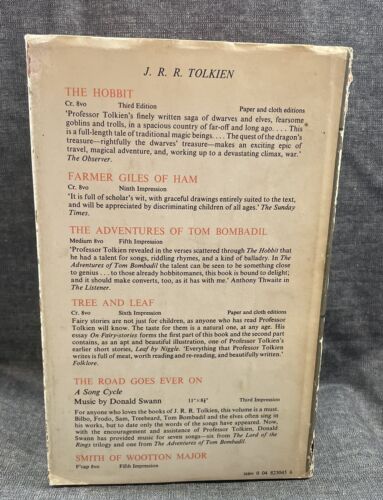 J. R. R. TOLKIEN
THE HOBBIT
Cr. 8vo Third Edition Paper and cloth editions
'Professor Tolkien's finely written saga of dwarves and elves, fearsome
goblins and trolls, in a spacious country of far-off and long ago. . . . This
is a full-length tale of traditional magic beings. . . . The quest of the dragon's
treasure—rightfully the dwarves' treasure—makes an exciting epic of
travel, magical adventure, and, working up to a devastating climax, war.'
The Observer.
FARMER GILES OF HAM
Cr. 8vo Ninth Impression
'It is full of scholar's wit, with graceful drawings entirely suited to the text,
and will be appreciated by discriminating children of all ages.' The Sunday
Times.
THE ADVENTURES OF TOM BOMBADIL
Medium 8vo Fifth Impression
'Professor Tolkien revealed in the verses scattered through The Hobbit that
he had a talent for songs, riddling rhymes, and a kind of balladry. In The
Adventures of Tom Bombadil the talent can be seen to be something close
to genius . . . to those already hobbitomanes, this book is bound to delight;
and it should make converts, too, as it has with me.' Anthony Thwaite in
The Listener.
TREE AND LEAF
Cr. 8vo Sixth Impression Paper and cloth editions
Fairy stories are not just for children, as anyone who has read Professor
Tolkien will know. The taste for them is a natural one, at any age. His
essay On Fairy-stories forms the first part of this book and the second part
contains, as an apt and beautiful illustration, one of Professor Tolkien's
earlier short stories, Leaf by Niggle. 'Everything that Professor Tolkien
writes is full of meat, worth reading and re-reading, and beautifully written.'
Folklore.
THE ROAD GOES EVER ON
A Song Cycle
Music by Donald Swann 11"×8½" Third Impression
For anyone who loves the books of J. R. R. Tolkien, this volume is a must.
Bilbo, Frodo, Sam, Treebeard, Tom Bombadil and the elves often sing in
his works, but to date only the words of the songs have appeared. Now,
with the encouragement and assistance of Professor Tolkien, Donald
Swann has provided music for seven songs—six from The Lord of the
Rings trilogy and one from The Adventures of Tom Bombadil.
SMITH OF WOOTTON MAJOR
F'cap 8vo Fifth Impression
ISBN 0 04 823045 6